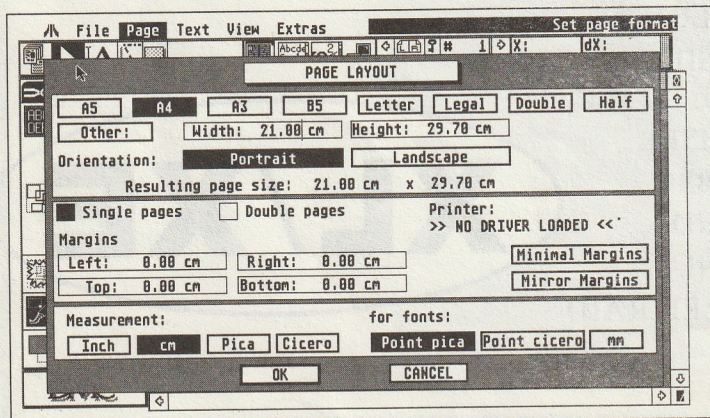 File Page Text View Extras
Set page format
# 1 X: dX:
PAGE LAYOUT
A5 A4 A3 B5 Letter Legal Double Half
Other: Width: 21.00 cm Height: 29.70 cm
Orientation: Portrait Landscape
Resulting page size: 21.00 cm x 29.70 cm
Single pages Double pages
Printer:
>> NO DRIVER LOADED <<
Margins
Left: 0.00 cm Right: 0.00 cm Minimal Margins
Top: 0.00 cm Bottom: 0.00 cm Mirror Margins
Measurement: for fonts:
Inch cm Pica Cicero Point pica Point cicero mm
OK CANCEL